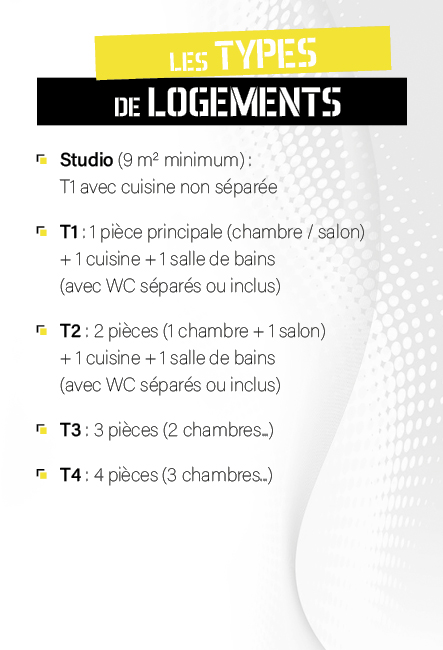 LES TYPES
DE LOGEMENTS
Studio (9 m² minimum) :
T1 avec cuisine non séparée
T1 : 1 pièce principale (chambre / salon)
+ 1 cuisine + 1 salle de bains
(avec WC séparés ou inclus)
T2 : 2 pièces (1 chambre + 1 salon)
+ 1 cuisine + 1 salle de bains
(avec WC séparés ou inclus)
T3 : 3 pièces (2 chambres...)
T4 : 4 pièces (3 chambres...)